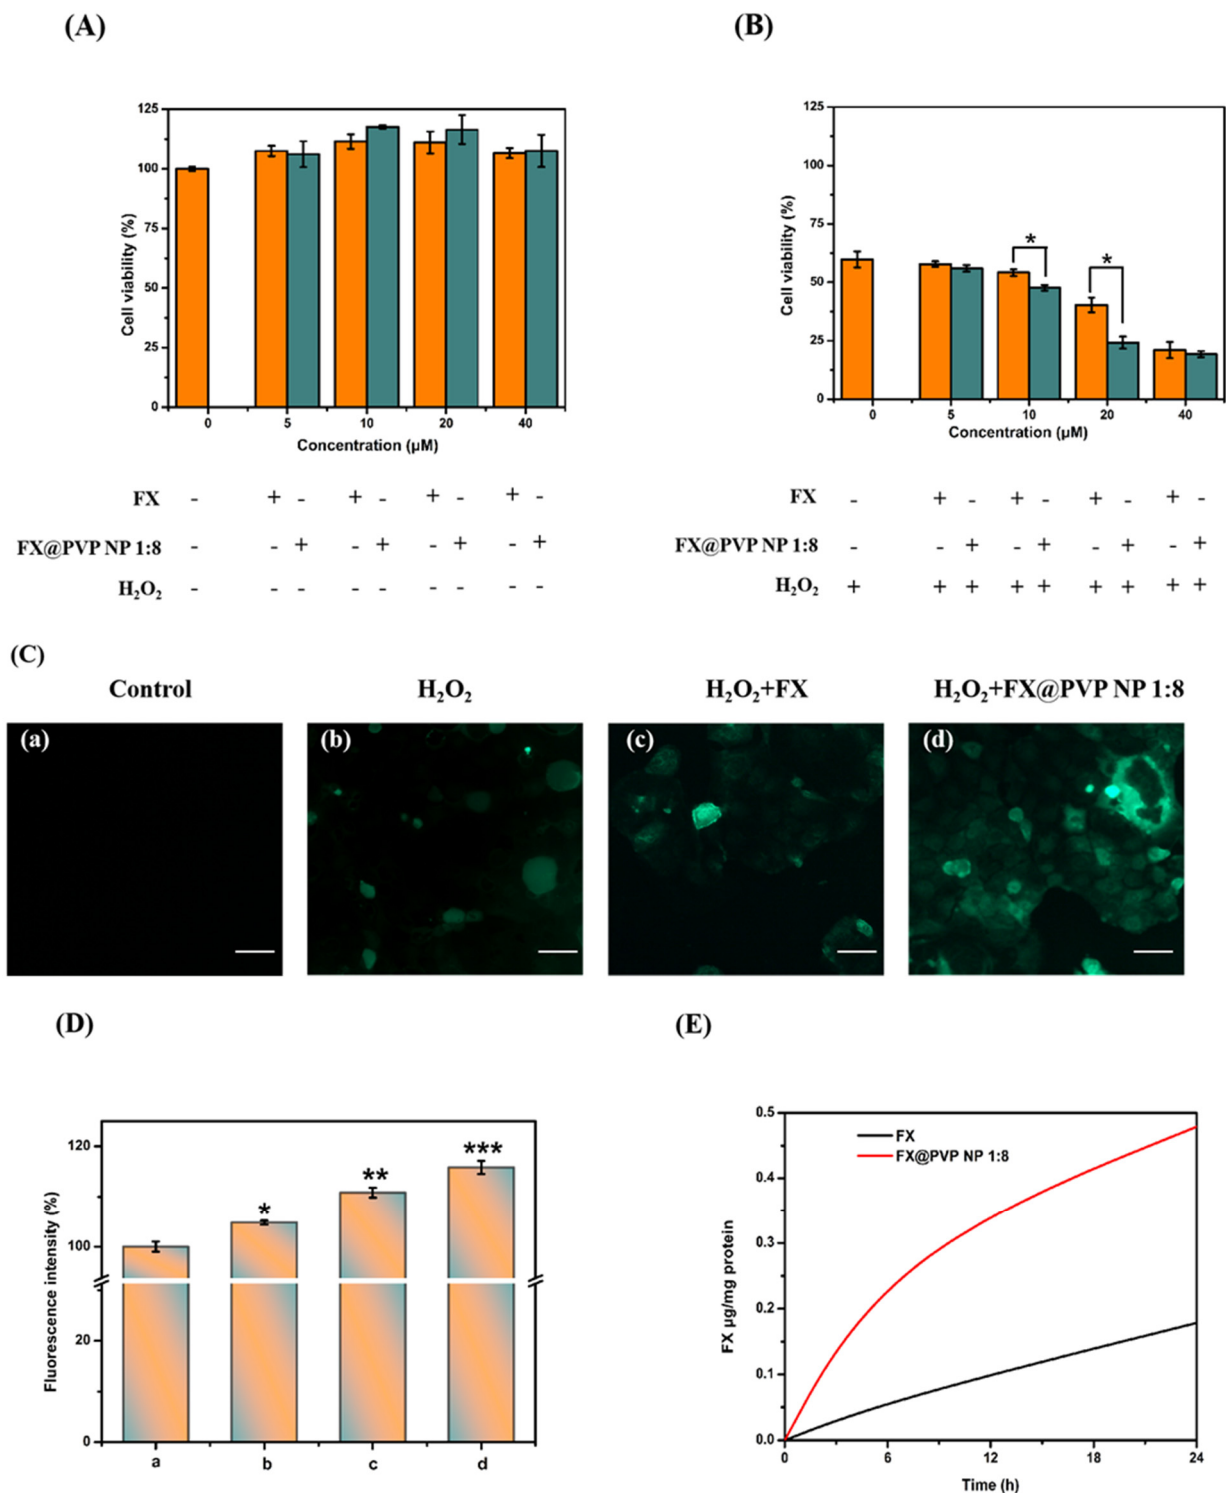 (A)
(B)
125
100
75
50
25
0
Cell viability (%)
0 5 10 20 40
Concentration (µM)
FX - + - + - + - + -
FX@PVP NP 1:8 - - + - + - + - +
H₂O₂ - - - - - - - - -
125
100
75
50
25
0
Cell viability (%)
* *
0 5 10 20 40
Concentration (µM)
FX - + - + - + - + -
FX@PVP NP 1:8 - - + - + - + - +
H₂O₂ + + + + + + + + +
(C)
Control H₂O₂ H₂O₂+FX H₂O₂+FX@PVP NP 1:8
(a) (b) (c) (d)
(D)
120
100
20
0
Fluorescence intensity (%)
* ** ***
a b c d
(E)
0.5
0.4
0.3
0.2
0.1
0.0
FX µg/mg protein
FX
FX@PVP NP 1:8
0 6 12 18 24
Time (h)